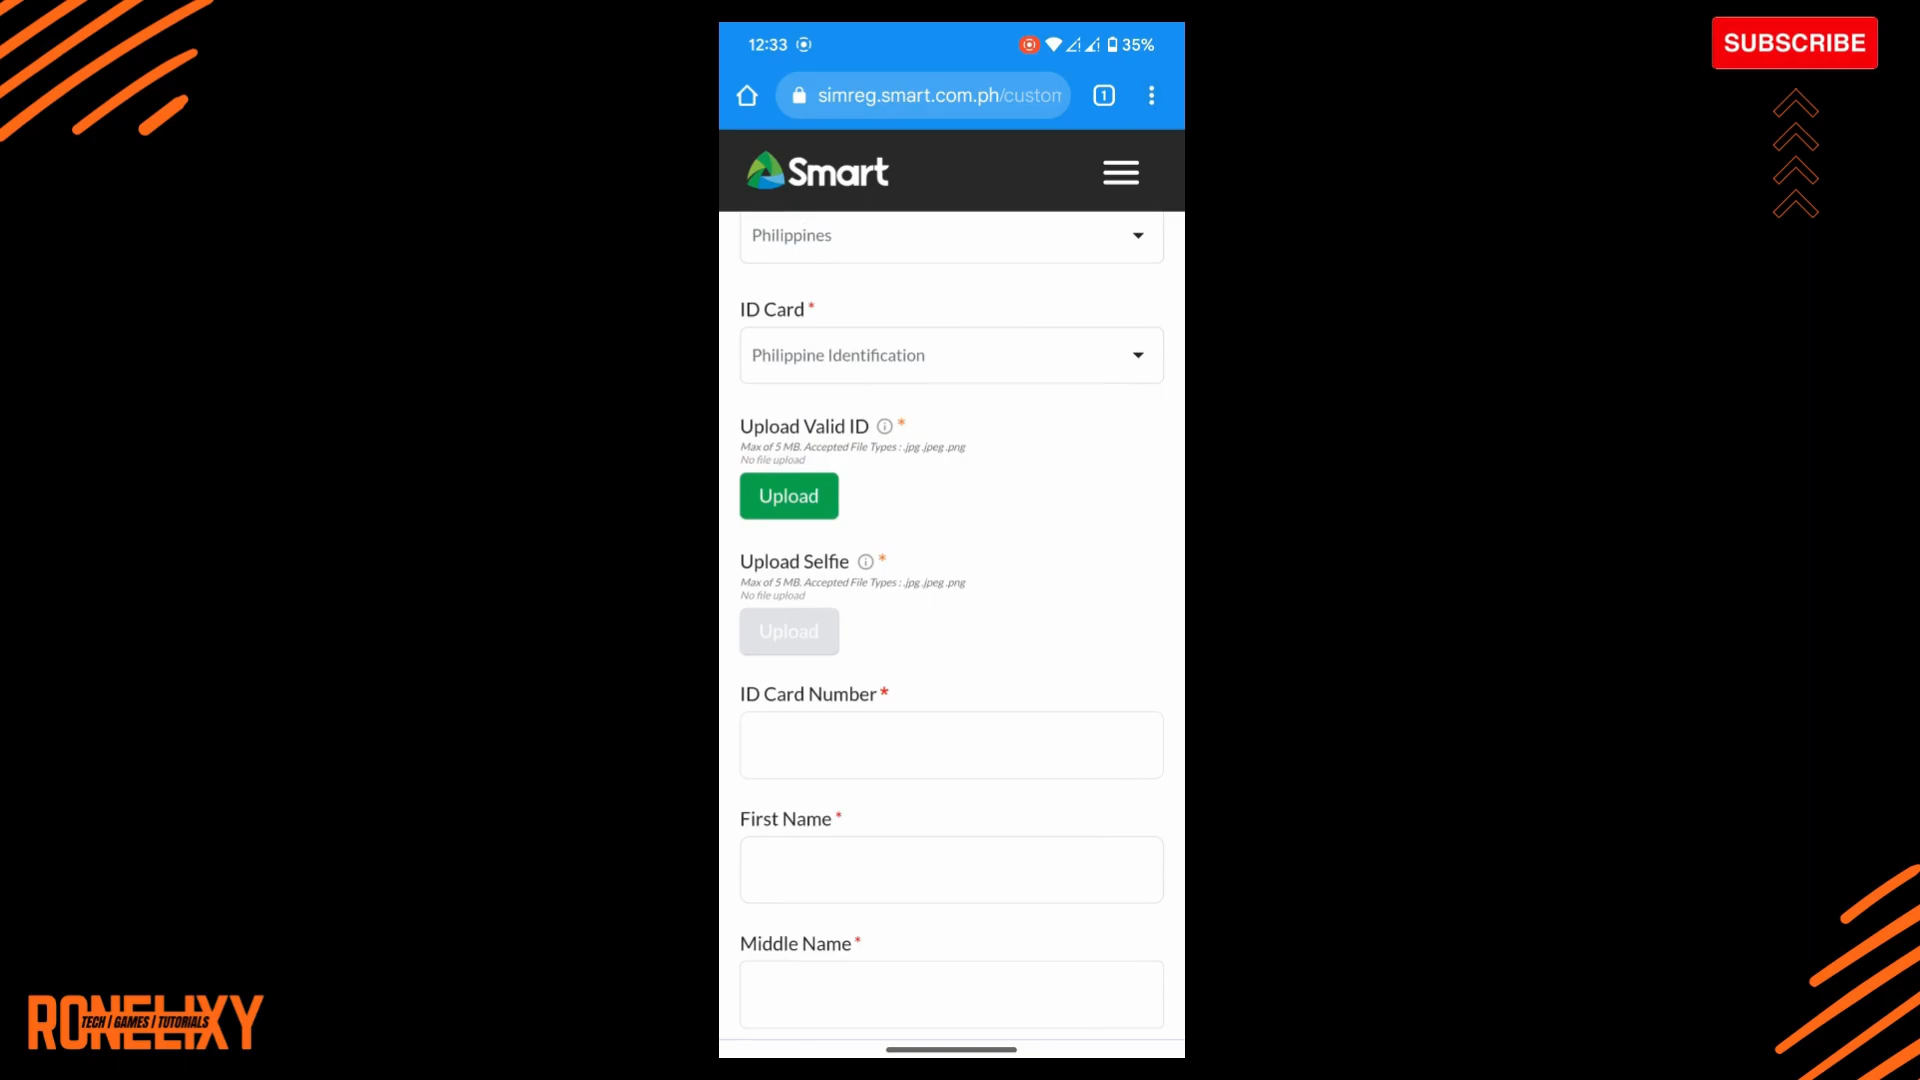 SUBSCRIBE
12:33
35%
simreg.smart.com.ph/custom
1
Smart
Philippines
ID Card *
Philippine Identification
Upload Valid ID *
Max of 5 MB. Accepted File Types : .jpg .jpeg .png
No file upload
Upload
Upload Selfie *
Max of 5 MB. Accepted File Types : .jpg .jpeg .png
No file upload
Upload
ID Card Number *
First Name *
Middle Name *
RONELIXY
TECH / GAMES / TUTORIALS